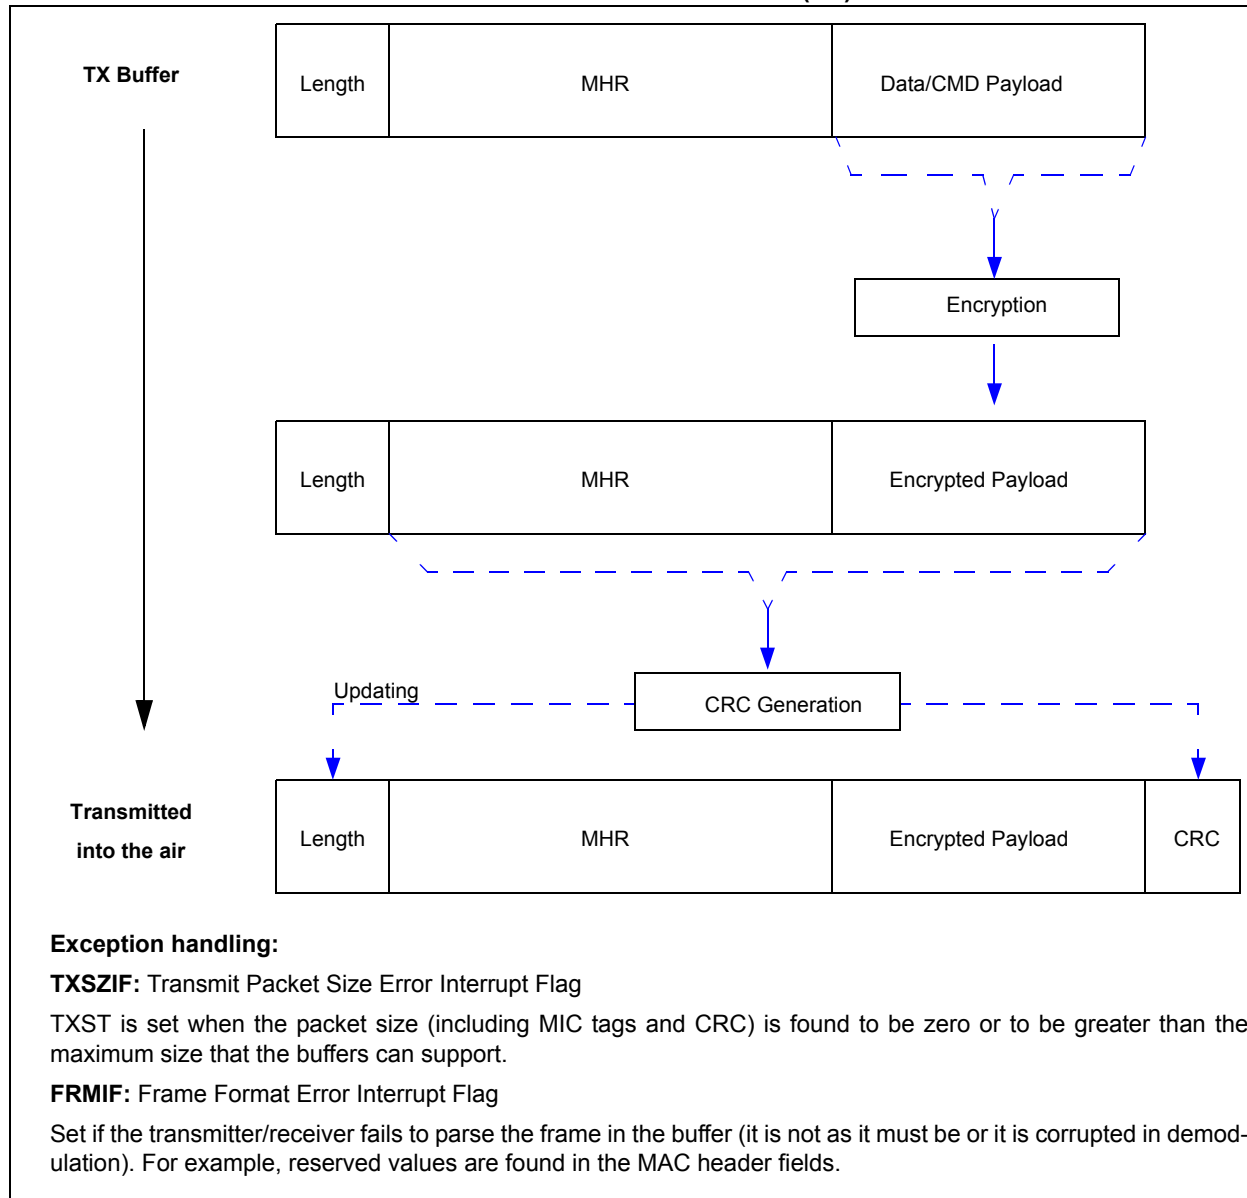 TX Buffer
Length
MHR
Data/CMD Payload
Encryption
Length
MHR
Encrypted Payload
Updating
CRC Generation
Transmitted
into the air
Length
MHR
Encrypted Payload
CRC
Exception handling:
TXSZIF: Transmit Packet Size Error Interrupt Flag
TXST is set when the packet size (including MIC tags and CRC) is found to be zero or to be greater than the
maximum size that the buffers can support.
FRMIF: Frame Format Error Interrupt Flag
Set if the transmitter/receiver fails to parse the frame in the buffer (it is not as it must be or it is corrupted in demod-
ulation). For example, reserved values are found in the MAC header fields.